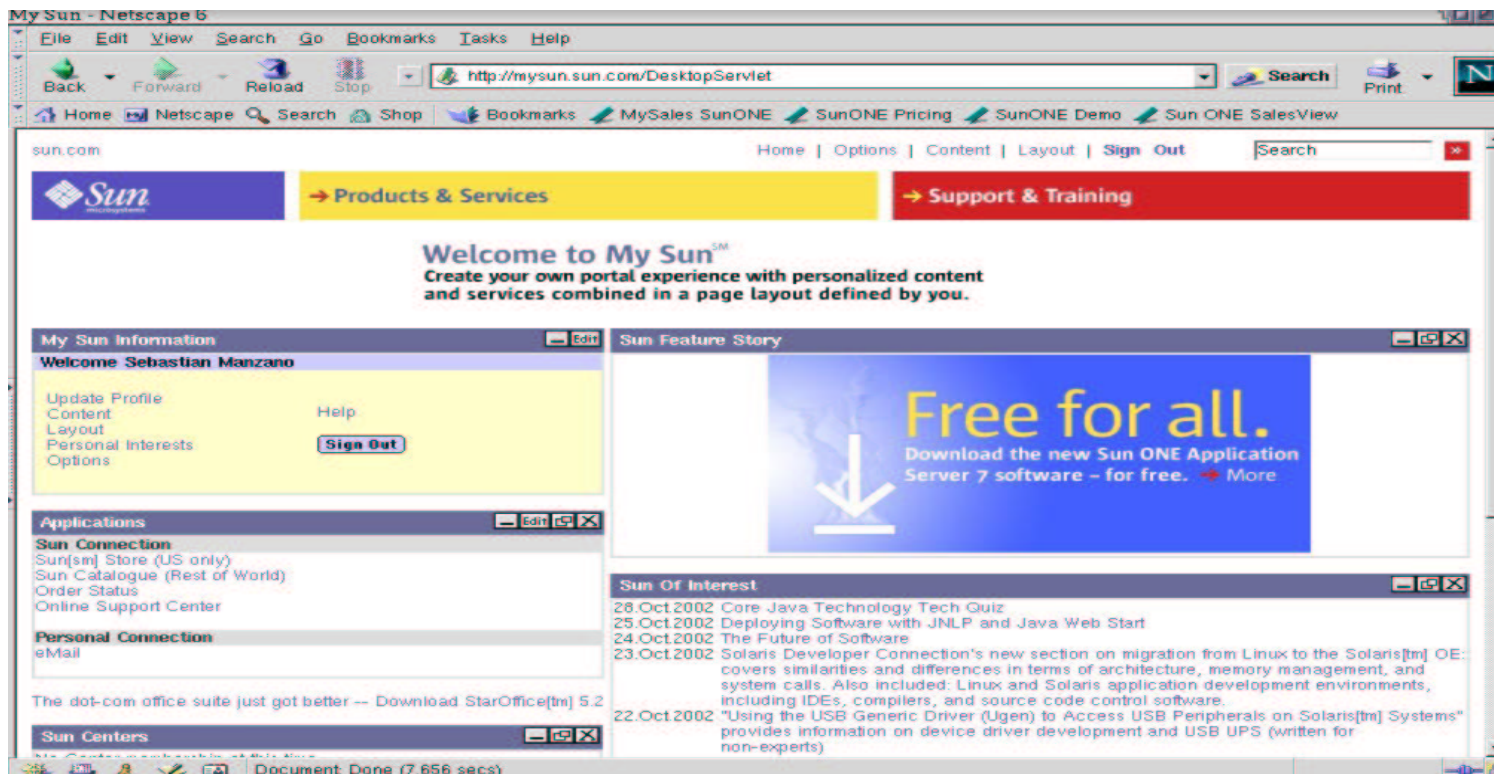 My Sun - Netscape 6
File Edit View Search Go Bookmarks Tasks Help
Back Forward Reload Stop http://mysun.sun.com/DesktopServlet Search Print N
Home Netscape Search Shop Bookmarks MySales SunONE SunONE Pricing SunONE Demo Sun ONE SalesView
sun.com Home | Options | Content | Layout | Sign Out Search
Sun microsystems → Products & Services → Support & Training
Welcome to My Sun℠
Create your own portal experience with personalized content
and services combined in a page layout defined by you.
My Sun Information Edit
Welcome Sebastian Manzano
Update Profile
Content
Layout
Personal Interests
Options
Help
Sign Out
Applications Edit
Sun Connection
Sun[sm] Store (US only)
Sun Catalogue (Rest of World)
Order Status
Online Support Center
Personal Connection
eMail
The dot-com office suite just got better -- Download StarOffice[tm] 5.2
Sun Centers
No Center membership at this time
Sun Feature Story
Free for all.
Download the new Sun ONE Application
Server 7 software – for free. → More
Sun Of Interest
28.Oct.2002 Core Java Technology Tech Quiz
25.Oct.2002 Deploying Software with JNLP and Java Web Start
24.Oct.2002 The Future of Software
23.Oct.2002 Solaris Developer Connection's new section on migration from Linux to the Solaris[tm] OE:
covers similarities and differences in terms of architecture, memory management, and
system calls. Also included: Linux and Solaris application development environments,
including IDEs, compilers, and source code control software.
22.Oct.2002 "Using the USB Generic Driver (Ugen) to Access USB Peripherals on Solaris[tm] Systems"
provides information on device driver development and USB UPS (written for
non-experts)
Document: Done (7.656 secs)